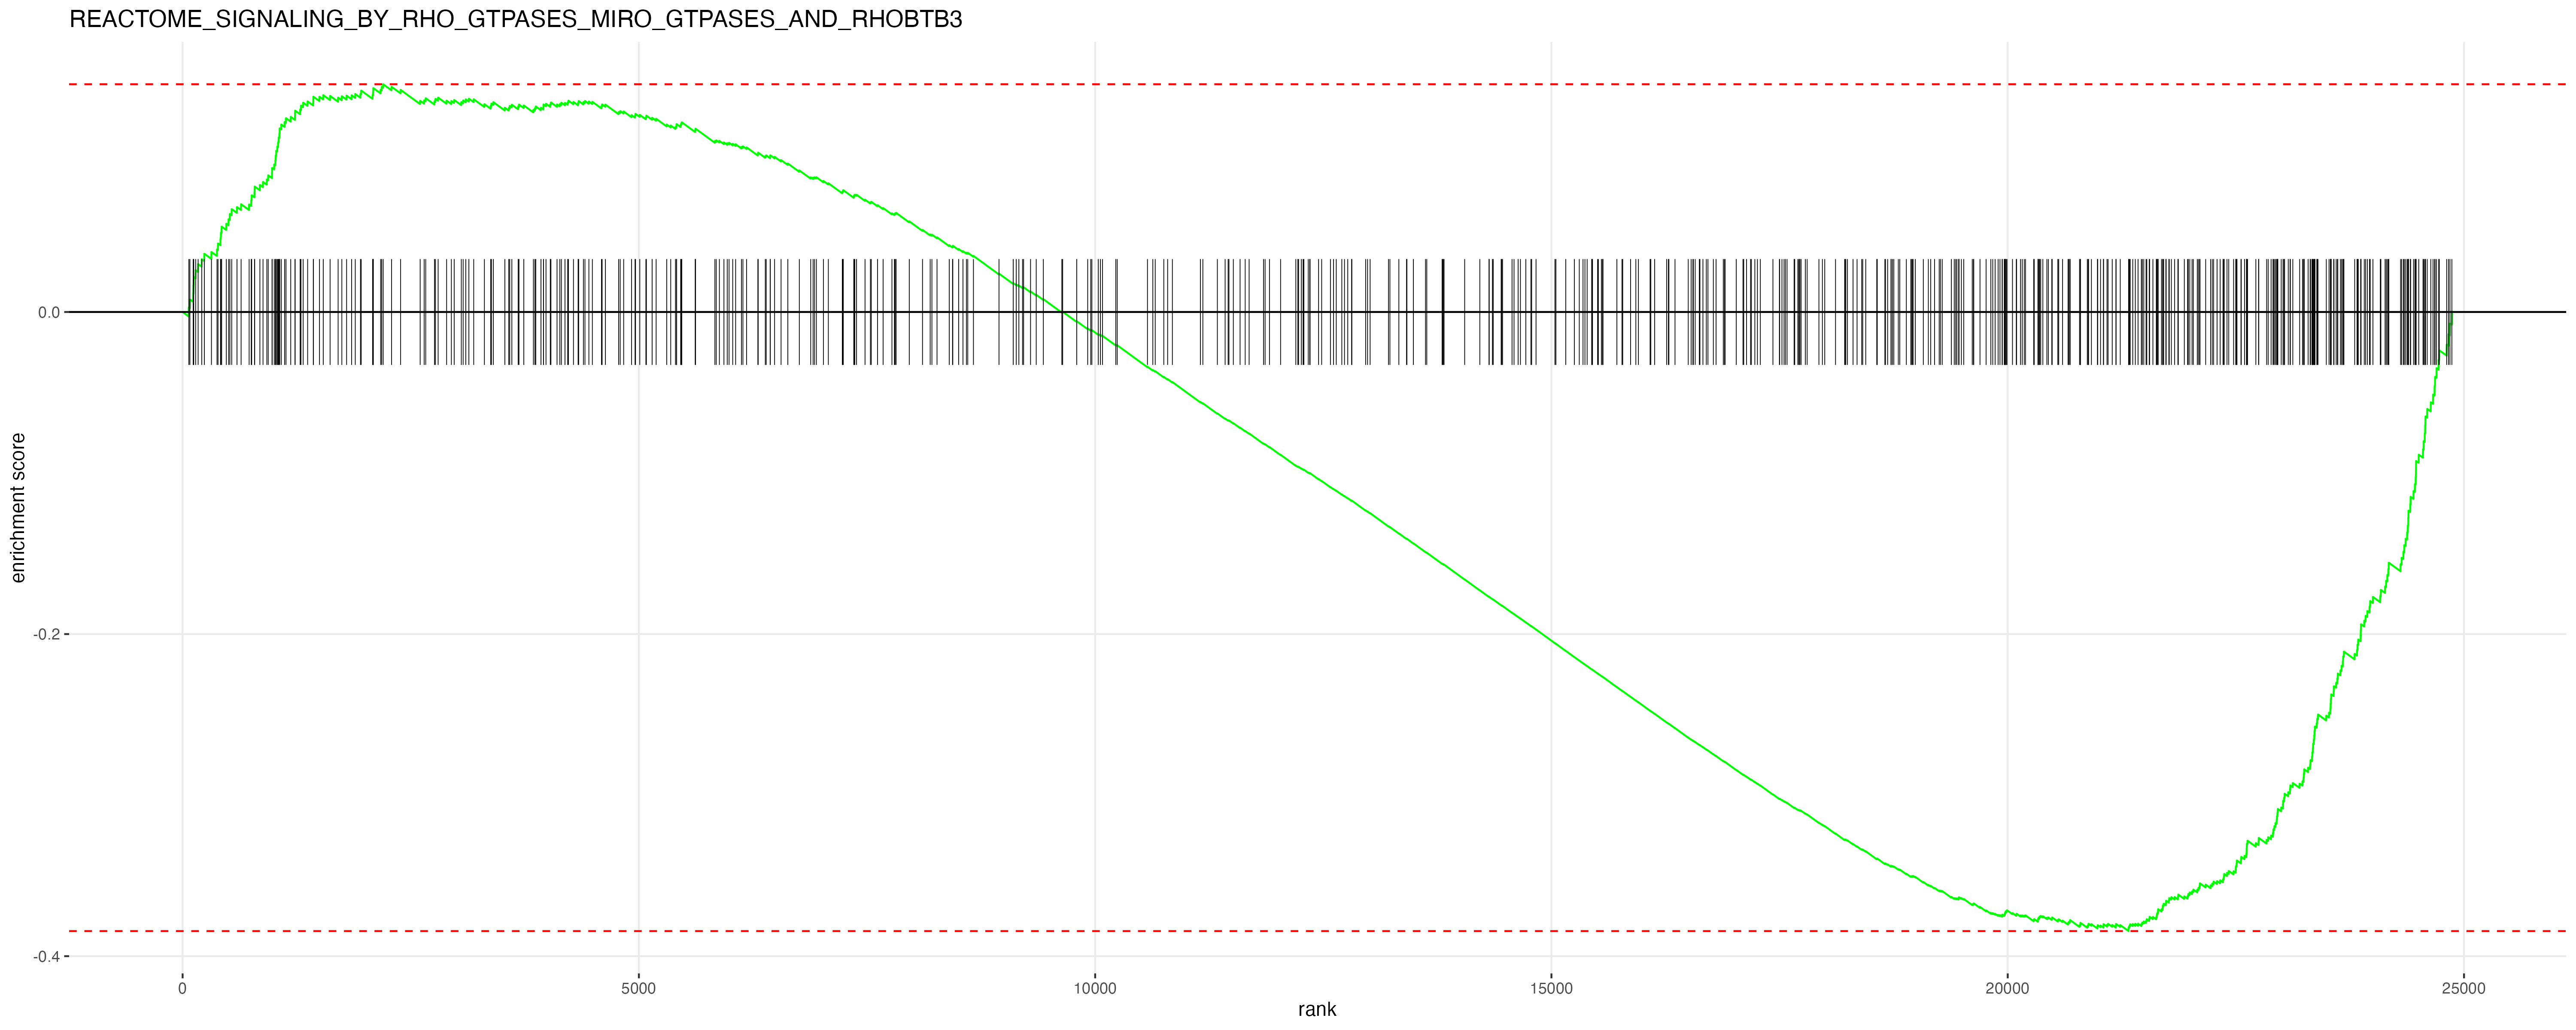 REACTOME_SIGNALING_BY_RHO_GTPASES_MIRO_GTPASES_AND_RHOBTB3
0.0
-0.2
-0.4
enrichment score
0 5000 10000 15000 20000 25000
rank